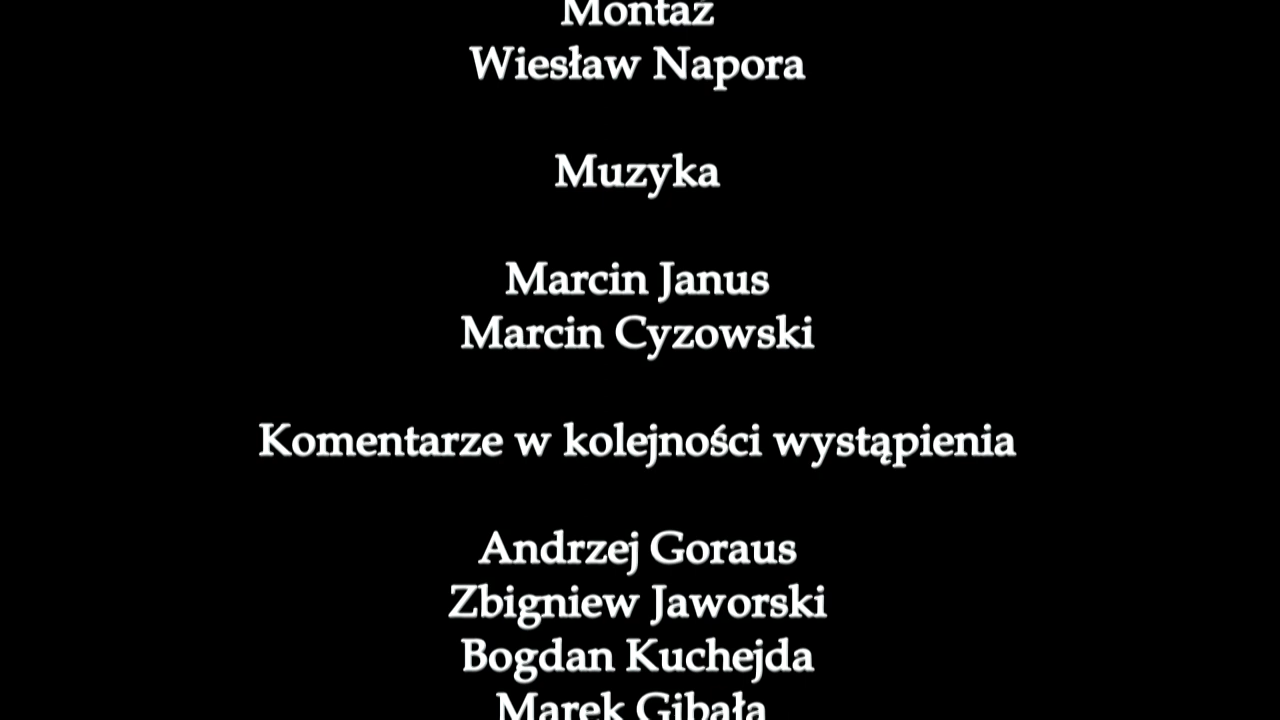 Montaż
Wiesław Napora
Muzyka
Marcin Janus
Marcin Cyzowski
Komentarze w kolejności wystąpienia
Andrzej Goraus
Zbigniew Jaworski
Bogdan Kuchejda
Marek Gibała